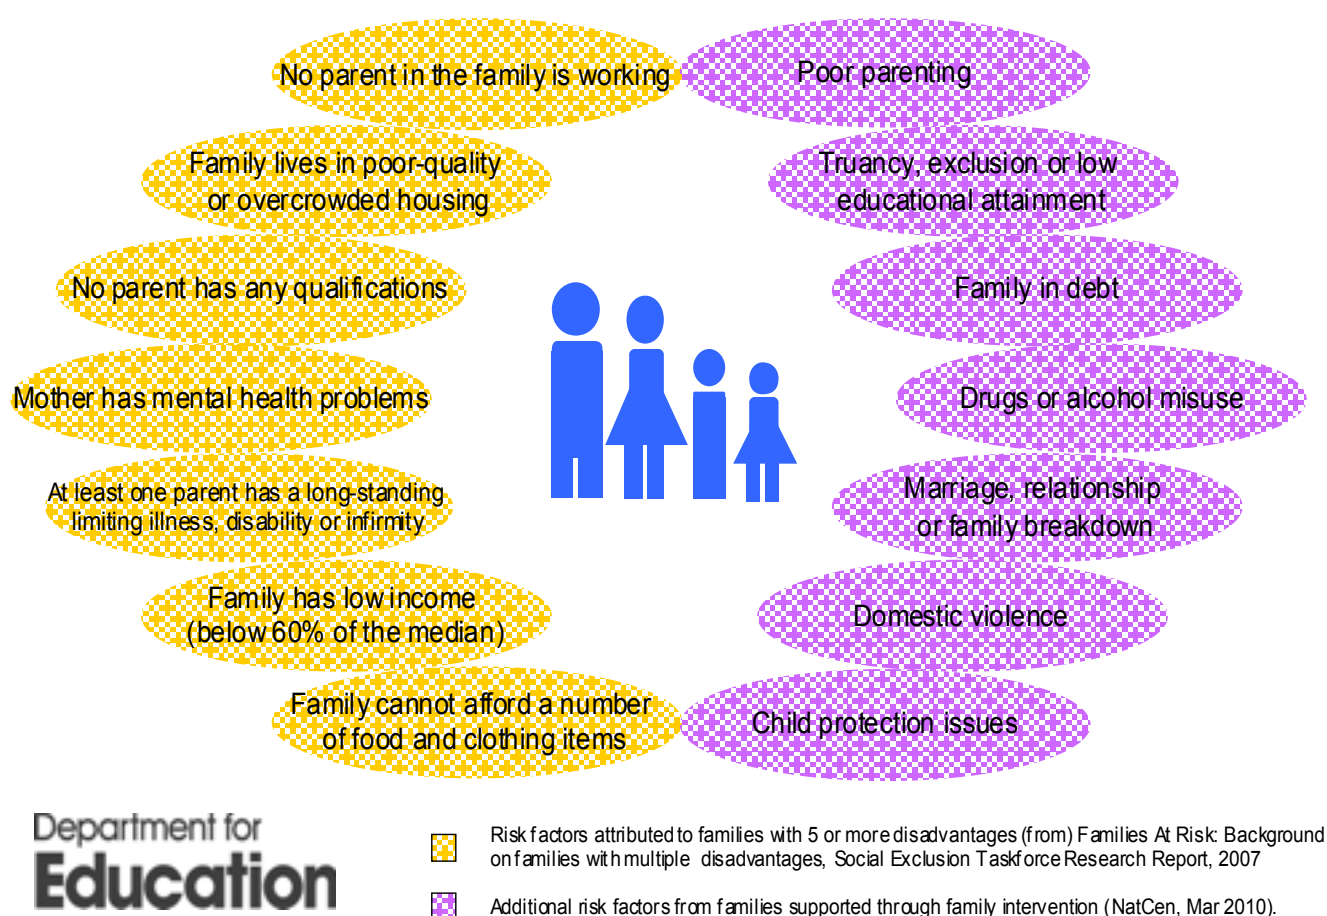 No parent in the family is working
Poor parenting
Family lives in poor-quality
or overcrowded housing
Truancy, exclusion or low
educational attainment
No parent has any qualifications
Family in debt
Mother has mental health problems
Drugs or alcohol misuse
At least one parent has a long-standing
limiting illness, disability or infirmity
Marriage, relationship
or family breakdown
Family has low income
(below 60% of the median)
Domestic violence
Family cannot afford a number
of food and clothing items
Child protection issues
Department for
Education
Risk factors attributed to families with 5 or more disadvantages (from) Families At Risk: Background
on families with multiple disadvantages, Social Exclusion Taskforce Research Report, 2007
Additional risk factors from families supported through family intervention (NatCen, Mar 2010).